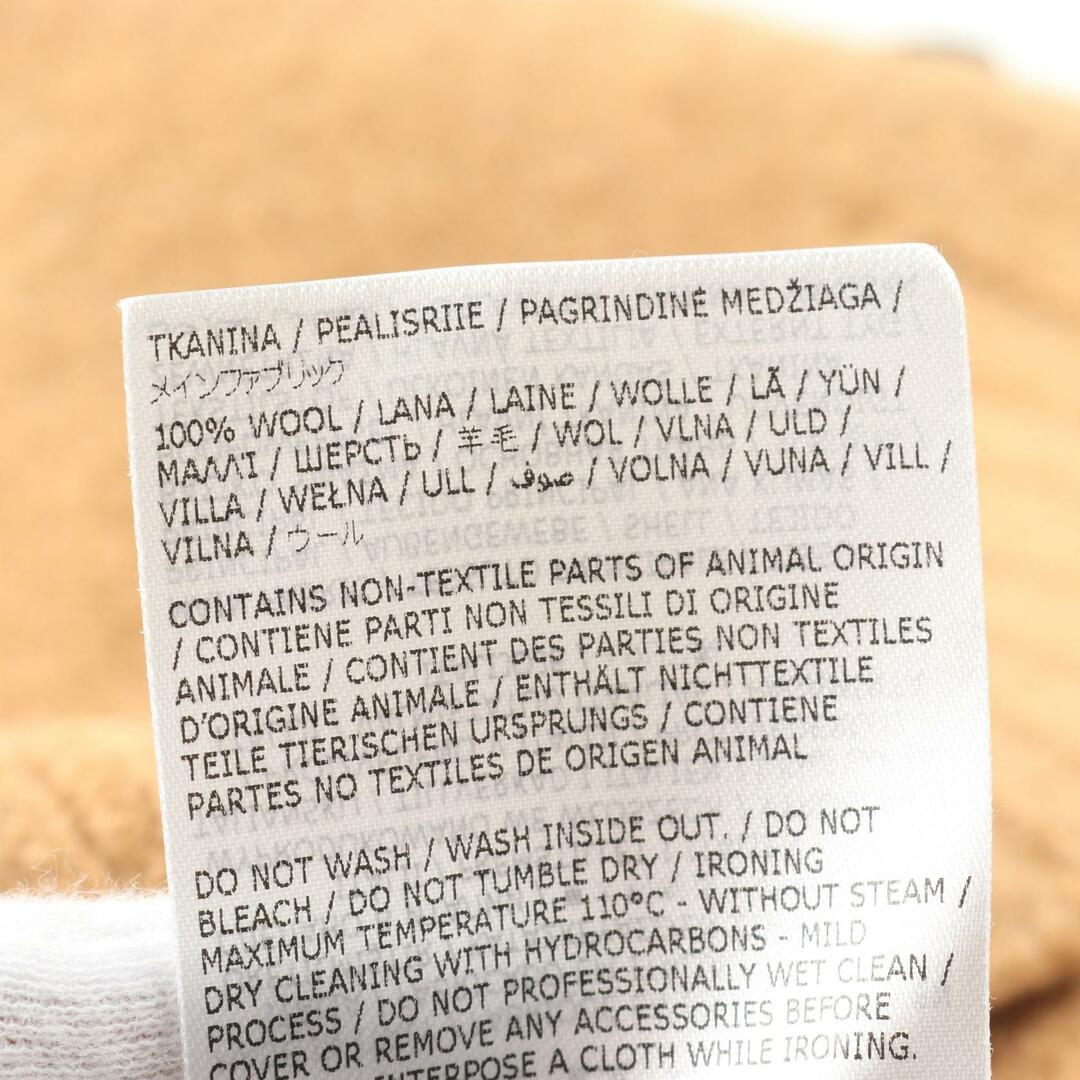 TKANINA / PEALISRIIE / PAGRINDINĖ MEDŽIAGA /
メインファブリック
100% WOOL / LANA / LAINE / WOLLE / LÃ / YÜN /
ΜΑΛΛΊ / ШЕРСТЬ / 羊毛 / WOL / VLNA / ULD /
VILLA / WEŁNA / ULL / صوف / VOLNA / VUNA / VILL /
VILNA / ウール
CONTAINS NON-TEXTILE PARTS OF ANIMAL ORIGIN
/ CONTIENE PARTI NON TESSILI DI ORIGINE
ANIMALE / CONTIENT DES PARTIES NON TEXTILES
D'ORIGINE ANIMALE / ENTHÄLT NICHTTEXTILE
TEILE TIERISCHEN URSPRUNGS / CONTIENE
PARTES NO TEXTILES DE ORIGEN ANIMAL
DO NOT WASH / WASH INSIDE OUT. / DO NOT
BLEACH / DO NOT TUMBLE DRY / IRONING
MAXIMUM TEMPERATURE 110°C - WITHOUT STEAM /
DRY CLEANING WITH HYDROCARBONS - MILD
PROCESS / DO NOT PROFESSIONALLY WET CLEAN /
COVER OR REMOVE ANY ACCESSORIES BEFORE
INTERPOSE A CLOTH WHILE IRONING.